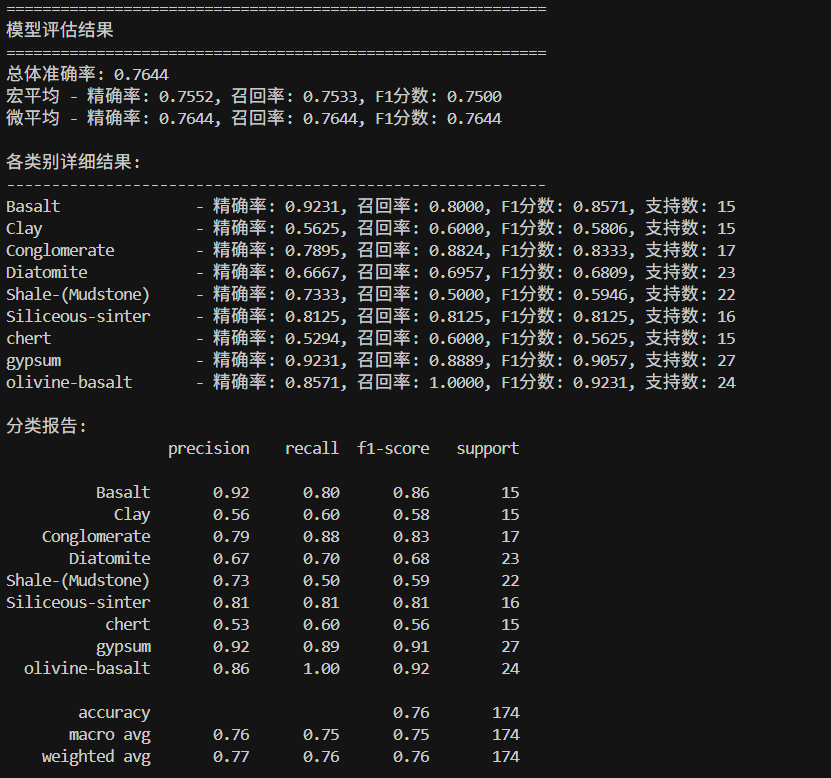 ============================================================
模型评估结果
============================================================
总体准确率: 0.7644
宏平均 - 精确率: 0.7552, 召回率: 0.7533, F1分数: 0.7500
微平均 - 精确率: 0.7644, 召回率: 0.7644, F1分数: 0.7644
各类别详细结果:
------------------------------------------------------------
Basalt - 精确率: 0.9231, 召回率: 0.8000, F1分数: 0.8571, 支持数: 15
Clay - 精确率: 0.5625, 召回率: 0.6000, F1分数: 0.5806, 支持数: 15
Conglomerate - 精确率: 0.7895, 召回率: 0.8824, F1分数: 0.8333, 支持数: 17
Diatomite - 精确率: 0.6667, 召回率: 0.6957, F1分数: 0.6809, 支持数: 23
Shale-(Mudstone) - 精确率: 0.7333, 召回率: 0.5000, F1分数: 0.5946, 支持数: 22
Siliceous-sinter - 精确率: 0.8125, 召回率: 0.8125, F1分数: 0.8125, 支持数: 16
chert - 精确率: 0.5294, 召回率: 0.6000, F1分数: 0.5625, 支持数: 15
gypsum - 精确率: 0.9231, 召回率: 0.8889, F1分数: 0.9057, 支持数: 27
olivine-basalt - 精确率: 0.8571, 召回率: 1.0000, F1分数: 0.9231, 支持数: 24
分类报告:
precision recall f1-score support
Basalt 0.92 0.80 0.86 15
Clay 0.56 0.60 0.58 15
Conglomerate 0.79 0.88 0.83 17
Diatomite 0.67 0.70 0.68 23
Shale-(Mudstone) 0.73 0.50 0.59 22
Siliceous-sinter 0.81 0.81 0.81 16
chert 0.53 0.60 0.56 15
gypsum 0.92 0.89 0.91 27
olivine-basalt 0.86 1.00 0.92 24
accuracy 0.76 174
macro avg 0.76 0.75 0.75 174
weighted avg 0.77 0.76 0.76 174